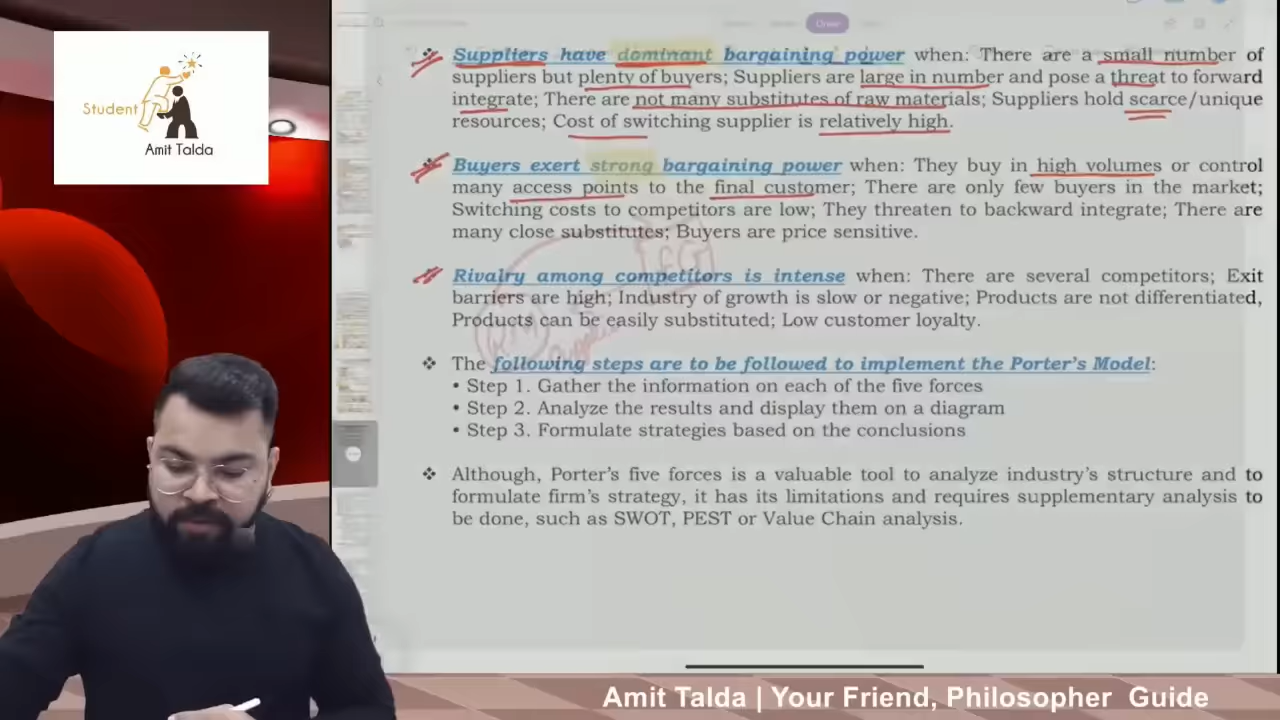 Student
Amit Talda
❖ Suppliers have dominant bargaining power when: There are a small number of
suppliers but plenty of buyers; Suppliers are large in number and pose a threat to forward
integrate; There are not many substitutes of raw materials; Suppliers hold scarce/unique
resources; Cost of switching supplier is relatively high.
❖ Buyers exert strong bargaining power when: They buy in high volumes or control
many access points to the final customer; There are only few buyers in the market;
Switching costs to competitors are low; They threaten to backward integrate; There are
many close substitutes; Buyers are price sensitive.
❖ Rivalry among competitors is intense when: There are several competitors; Exit
barriers are high; Industry of growth is slow or negative; Products are not differentiated,
Products can be easily substituted; Low customer loyalty.
❖ The following steps are to be followed to implement the Porter's Model:
• Step 1. Gather the information on each of the five forces
• Step 2. Analyze the results and display them on a diagram
• Step 3. Formulate strategies based on the conclusions
❖ Although, Porter's five forces is a valuable tool to analyze industry's structure and to
formulate firm's strategy, it has its limitations and requires supplementary analysis to
be done, such as SWOT, PEST or Value Chain analysis.
Amit Talda | Your Friend, Philosopher Guide